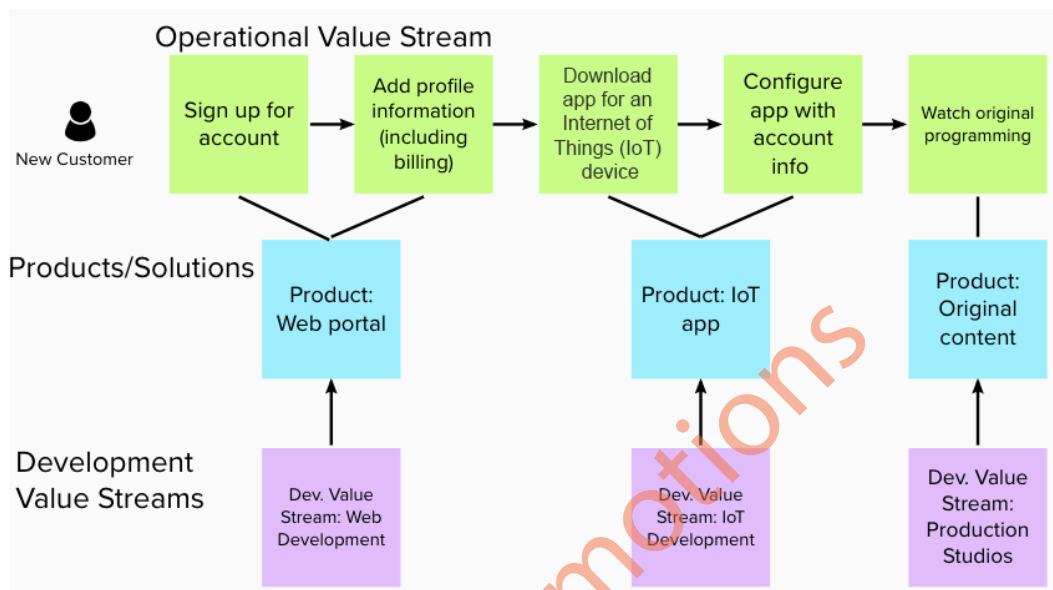 Operational Value Stream
New Customer
Sign up for
account
Add profile
information
(including
billing)
Download
app for an
Internet of
Things (IoT)
device
Configure
app with
account
info
Watch original
programming
Products/Solutions
Product:
Web portal
Product: IoT
app
Product:
Original
content
Development
Value Streams
Dev. Value
Stream: Web
Development
Dev. Value
Stream: IoT
Development
Dev. Value
Stream:
Production
Studios
motions